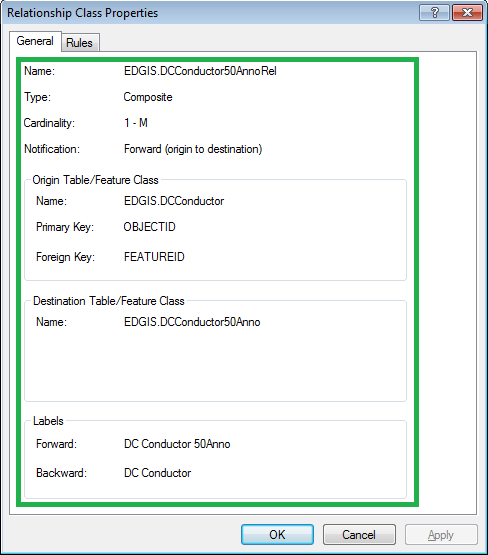 Relationship Class Properties
General Rules
Name: EDGIS.DCConductor50AnnoRel
Type: Composite
Cardinality: 1 - M
Notification: Forward (origin to destination)
Origin Table/Feature Class
Name: EDGIS.DCConductor
Primary Key: OBJECTID
Foreign Key: FEATUREID
Destination Table/Feature Class
Name: EDGIS.DCConductor50Anno
Labels
Forward: DC Conductor 50Anno
Backward: DC Conductor
OK Cancel Apply